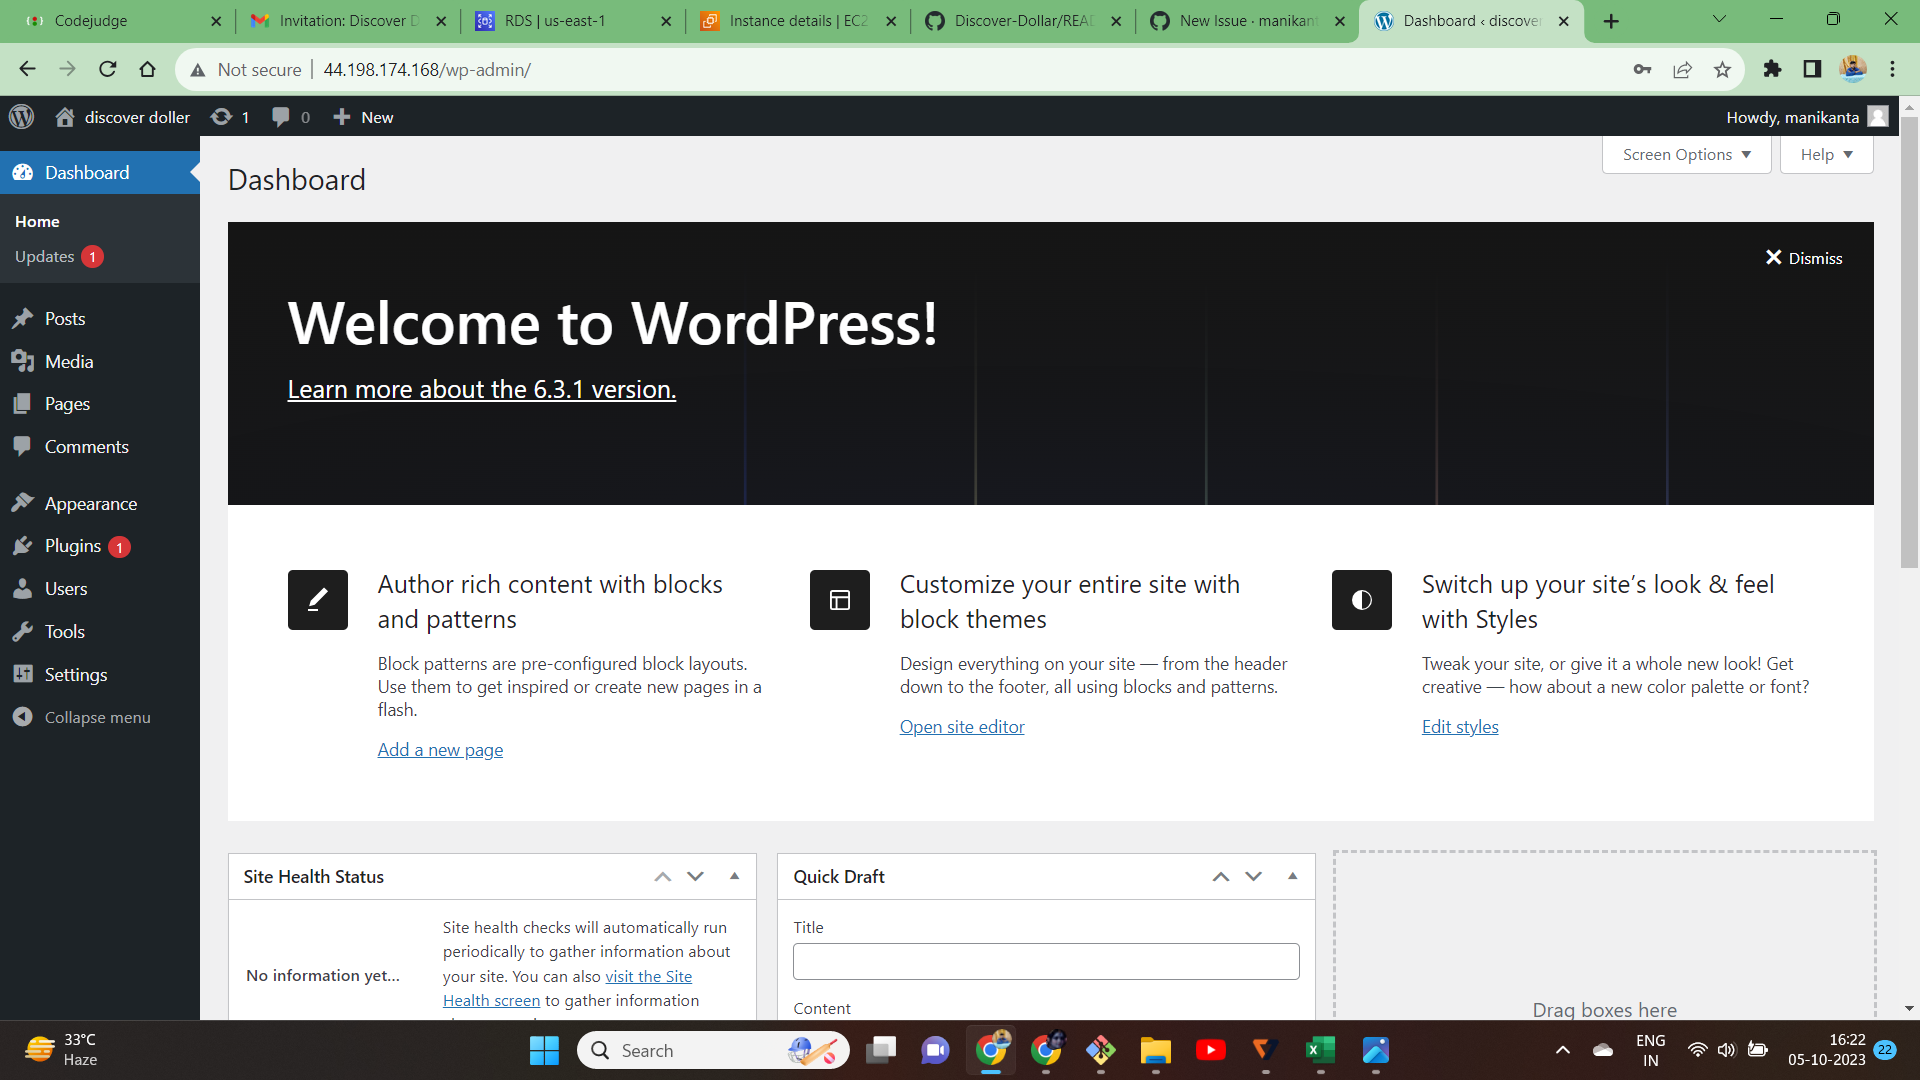 Codejudge
Invitation: Discover D
RDS | us-east-1
Instance details | EC2
Discover-Dollar/READ
New Issue · manikant
Dashboard ‹ discover
Not secure
44.198.174.168/wp-admin/
discover doller
1
0
New
Howdy, manikanta
Dashboard
Home
Updates 1
Posts
Media
Pages
Comments
Appearance
Plugins 1
Users
Tools
Settings
Collapse menu
Screen Options
Help
Dashboard
Dismiss
Welcome to WordPress!
Learn more about the 6.3.1 version.
Author rich content with blocks
and patterns
Block patterns are pre-configured block layouts.
Use them to get inspired or create new pages in a
flash.
Add a new page
Customize your entire site with
block themes
Design everything on your site — from the header
down to the footer, all using blocks and patterns.
Open site editor
Switch up your site’s look & feel
with Styles
Tweak your site, or give it a whole new look! Get
creative — how about a new color palette or font?
Edit styles
Site Health Status
No information yet...
Site health checks will automatically run
periodically to gather information about
your site. You can also visit the Site
Health screen to gather information
Quick Draft
Title
Content
Drag boxes here
33°C
Haze
Search
ENG
IN
16:22
05-10-2023
22